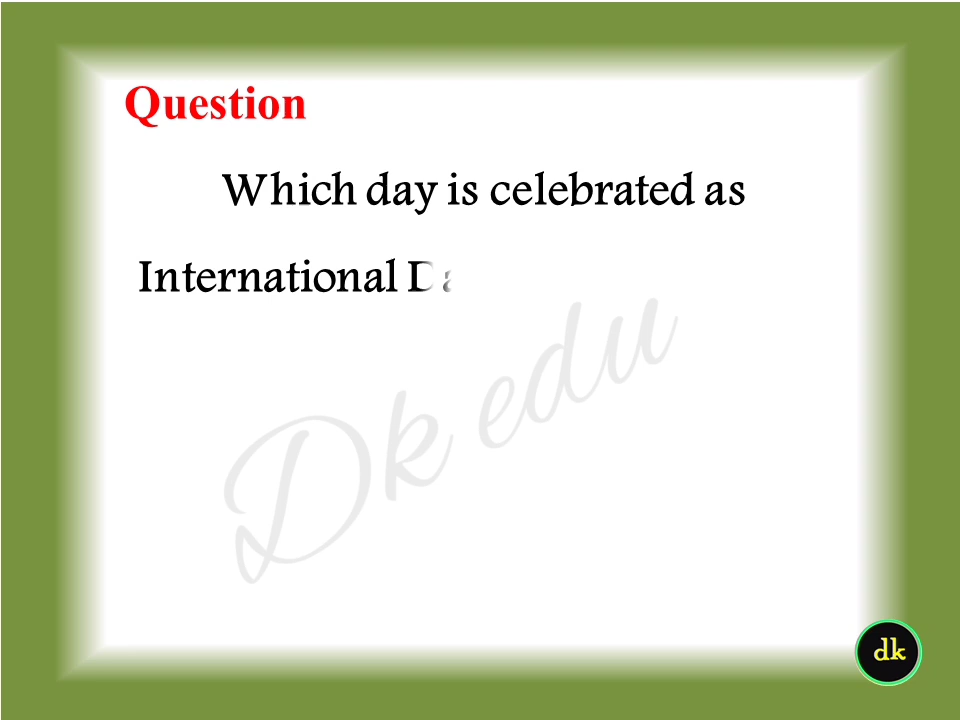 Question
Which day is celebrated as
International
Dk edu
dk